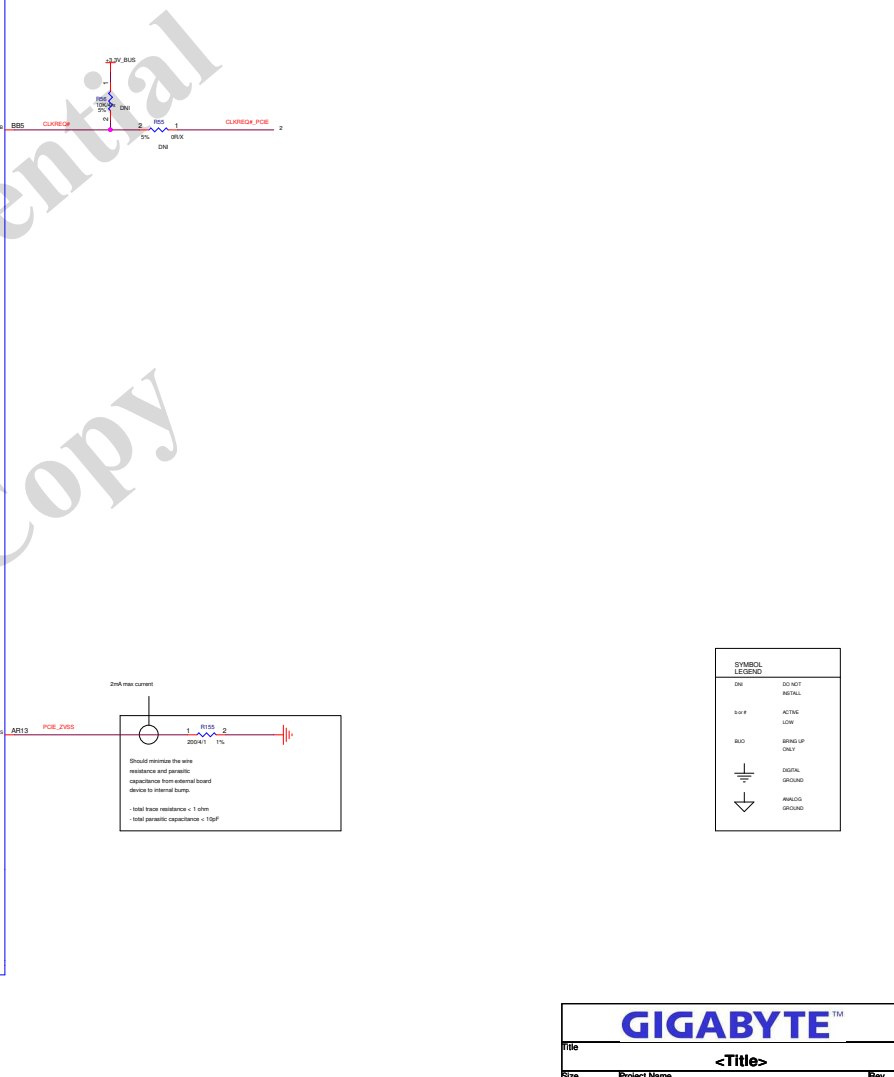 +3.3V_BUS
1
R56
5%
DNI
2
BB5
CLKREQ#
2
R55
1
CLKREQ#_PCIE
2
5%
0R/X
DNI
ential
Copy
2mA max current
AR13
PCIE_ZVSS
1
R155
2
200/4/1
1%
Should minimize the wire
resistance and parasitic
capacitance from external board
device to internal bump.
- total trace resistance < 1 ohm
- total parasitic capacitance < 10pF
SYMBOL
LEGEND
DNI
DO NOT
INSTALL
b or #
ACTIVE
LOW
BUO
BRING UP
ONLY
DIGITAL
GROUND
ANALOG
GROUND
GIGABYTE™
Title
<Title>
Size
Project Name
Rev